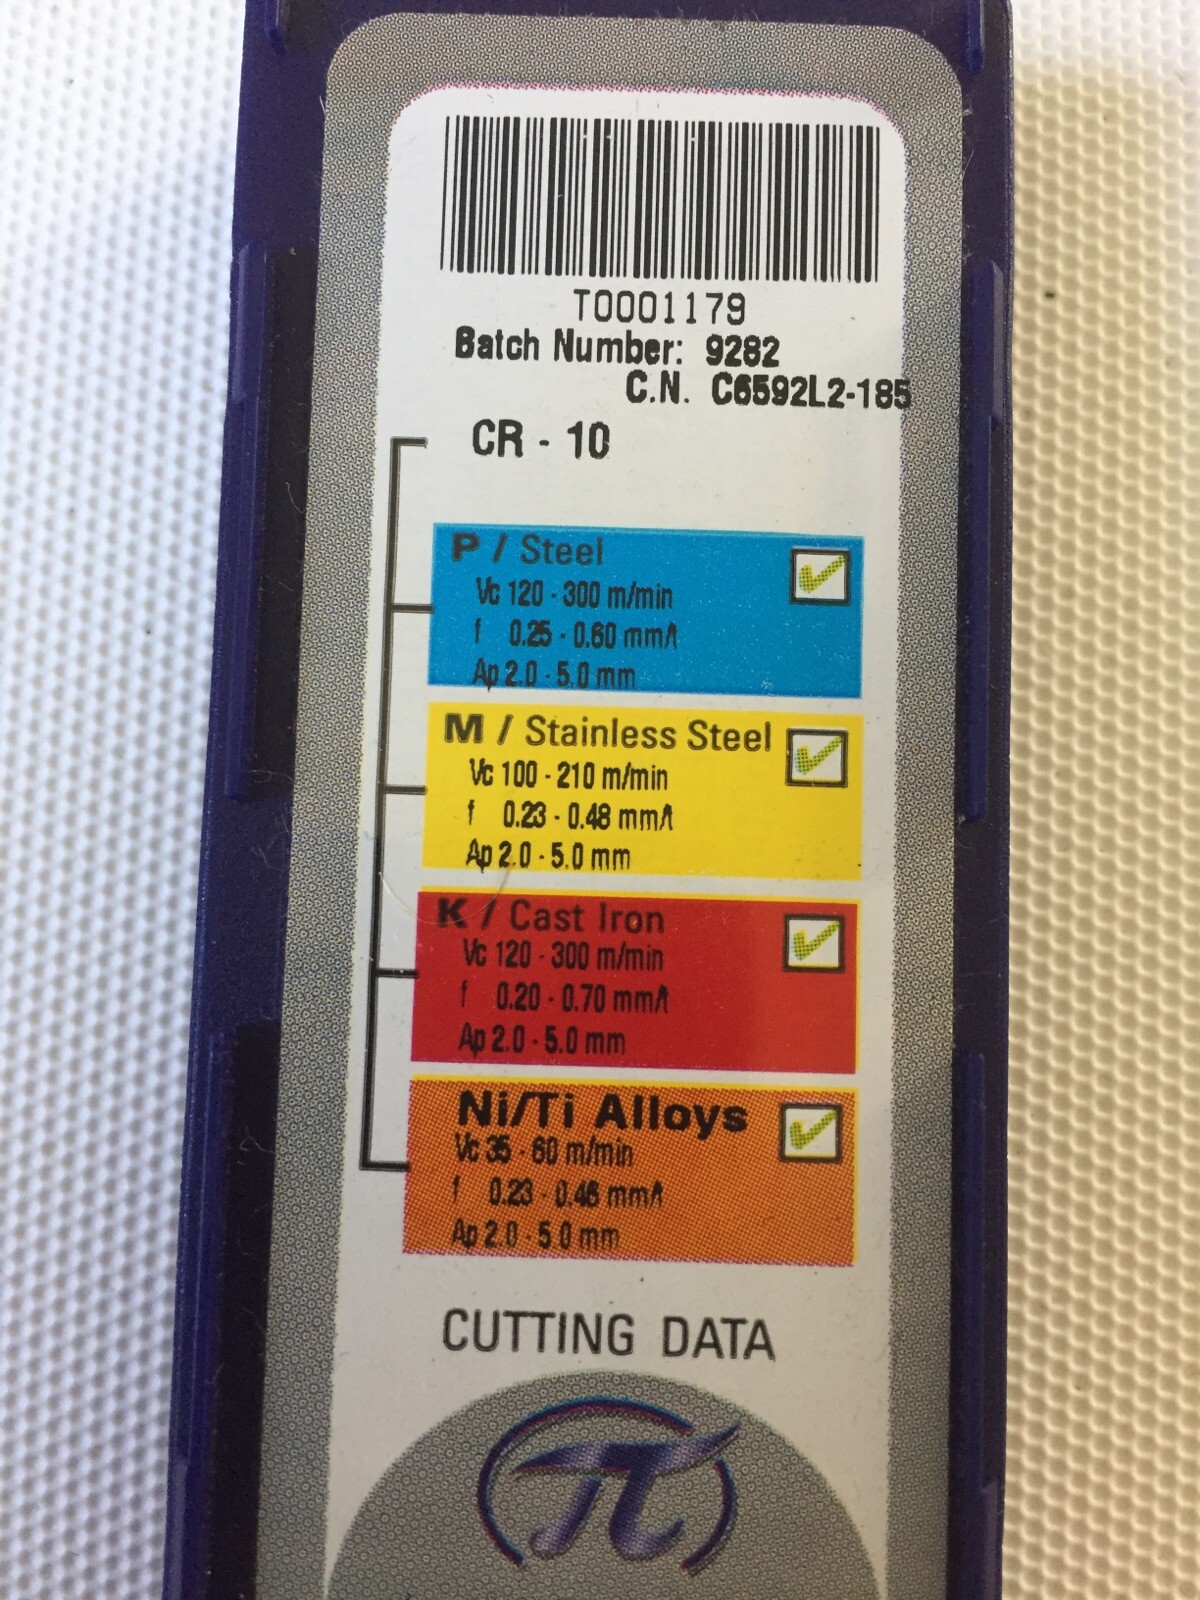 T0001179
Batch Number: 9282
C.N. C6592L2-185
CR - 10
P / Steel
Vc 120 - 300 m/min
f 0.25 - 0.60 mm/t
Ap 2.0 - 5.0 mm
M / Stainless Steel
Vc 100 - 210 m/min
f 0.23 - 0.48 mm/t
Ap 2.0 - 5.0 mm
K / Cast Iron
Vc 120 - 300 m/min
f 0.20 - 0.70 mm/t
Ap 2.0 - 5.0 mm
Ni/Ti Alloys
Vc 35 - 60 m/min
f 0.23 - 0.46 mm/t
Ap 2.0 - 5.0 mm
CUTTING DATA
π